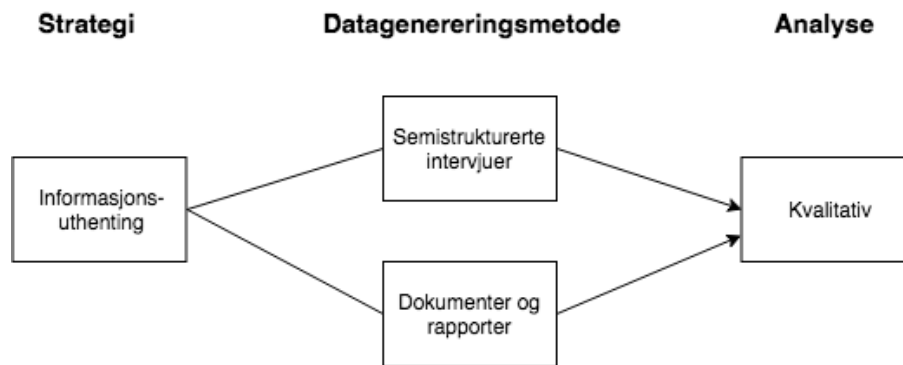 Strategi
Datagenereringsmetode
Analyse
Semistrukturerte
intervjuer
Informasjons-
uthenting
Kvalitativ
Dokumenter og
rapporter